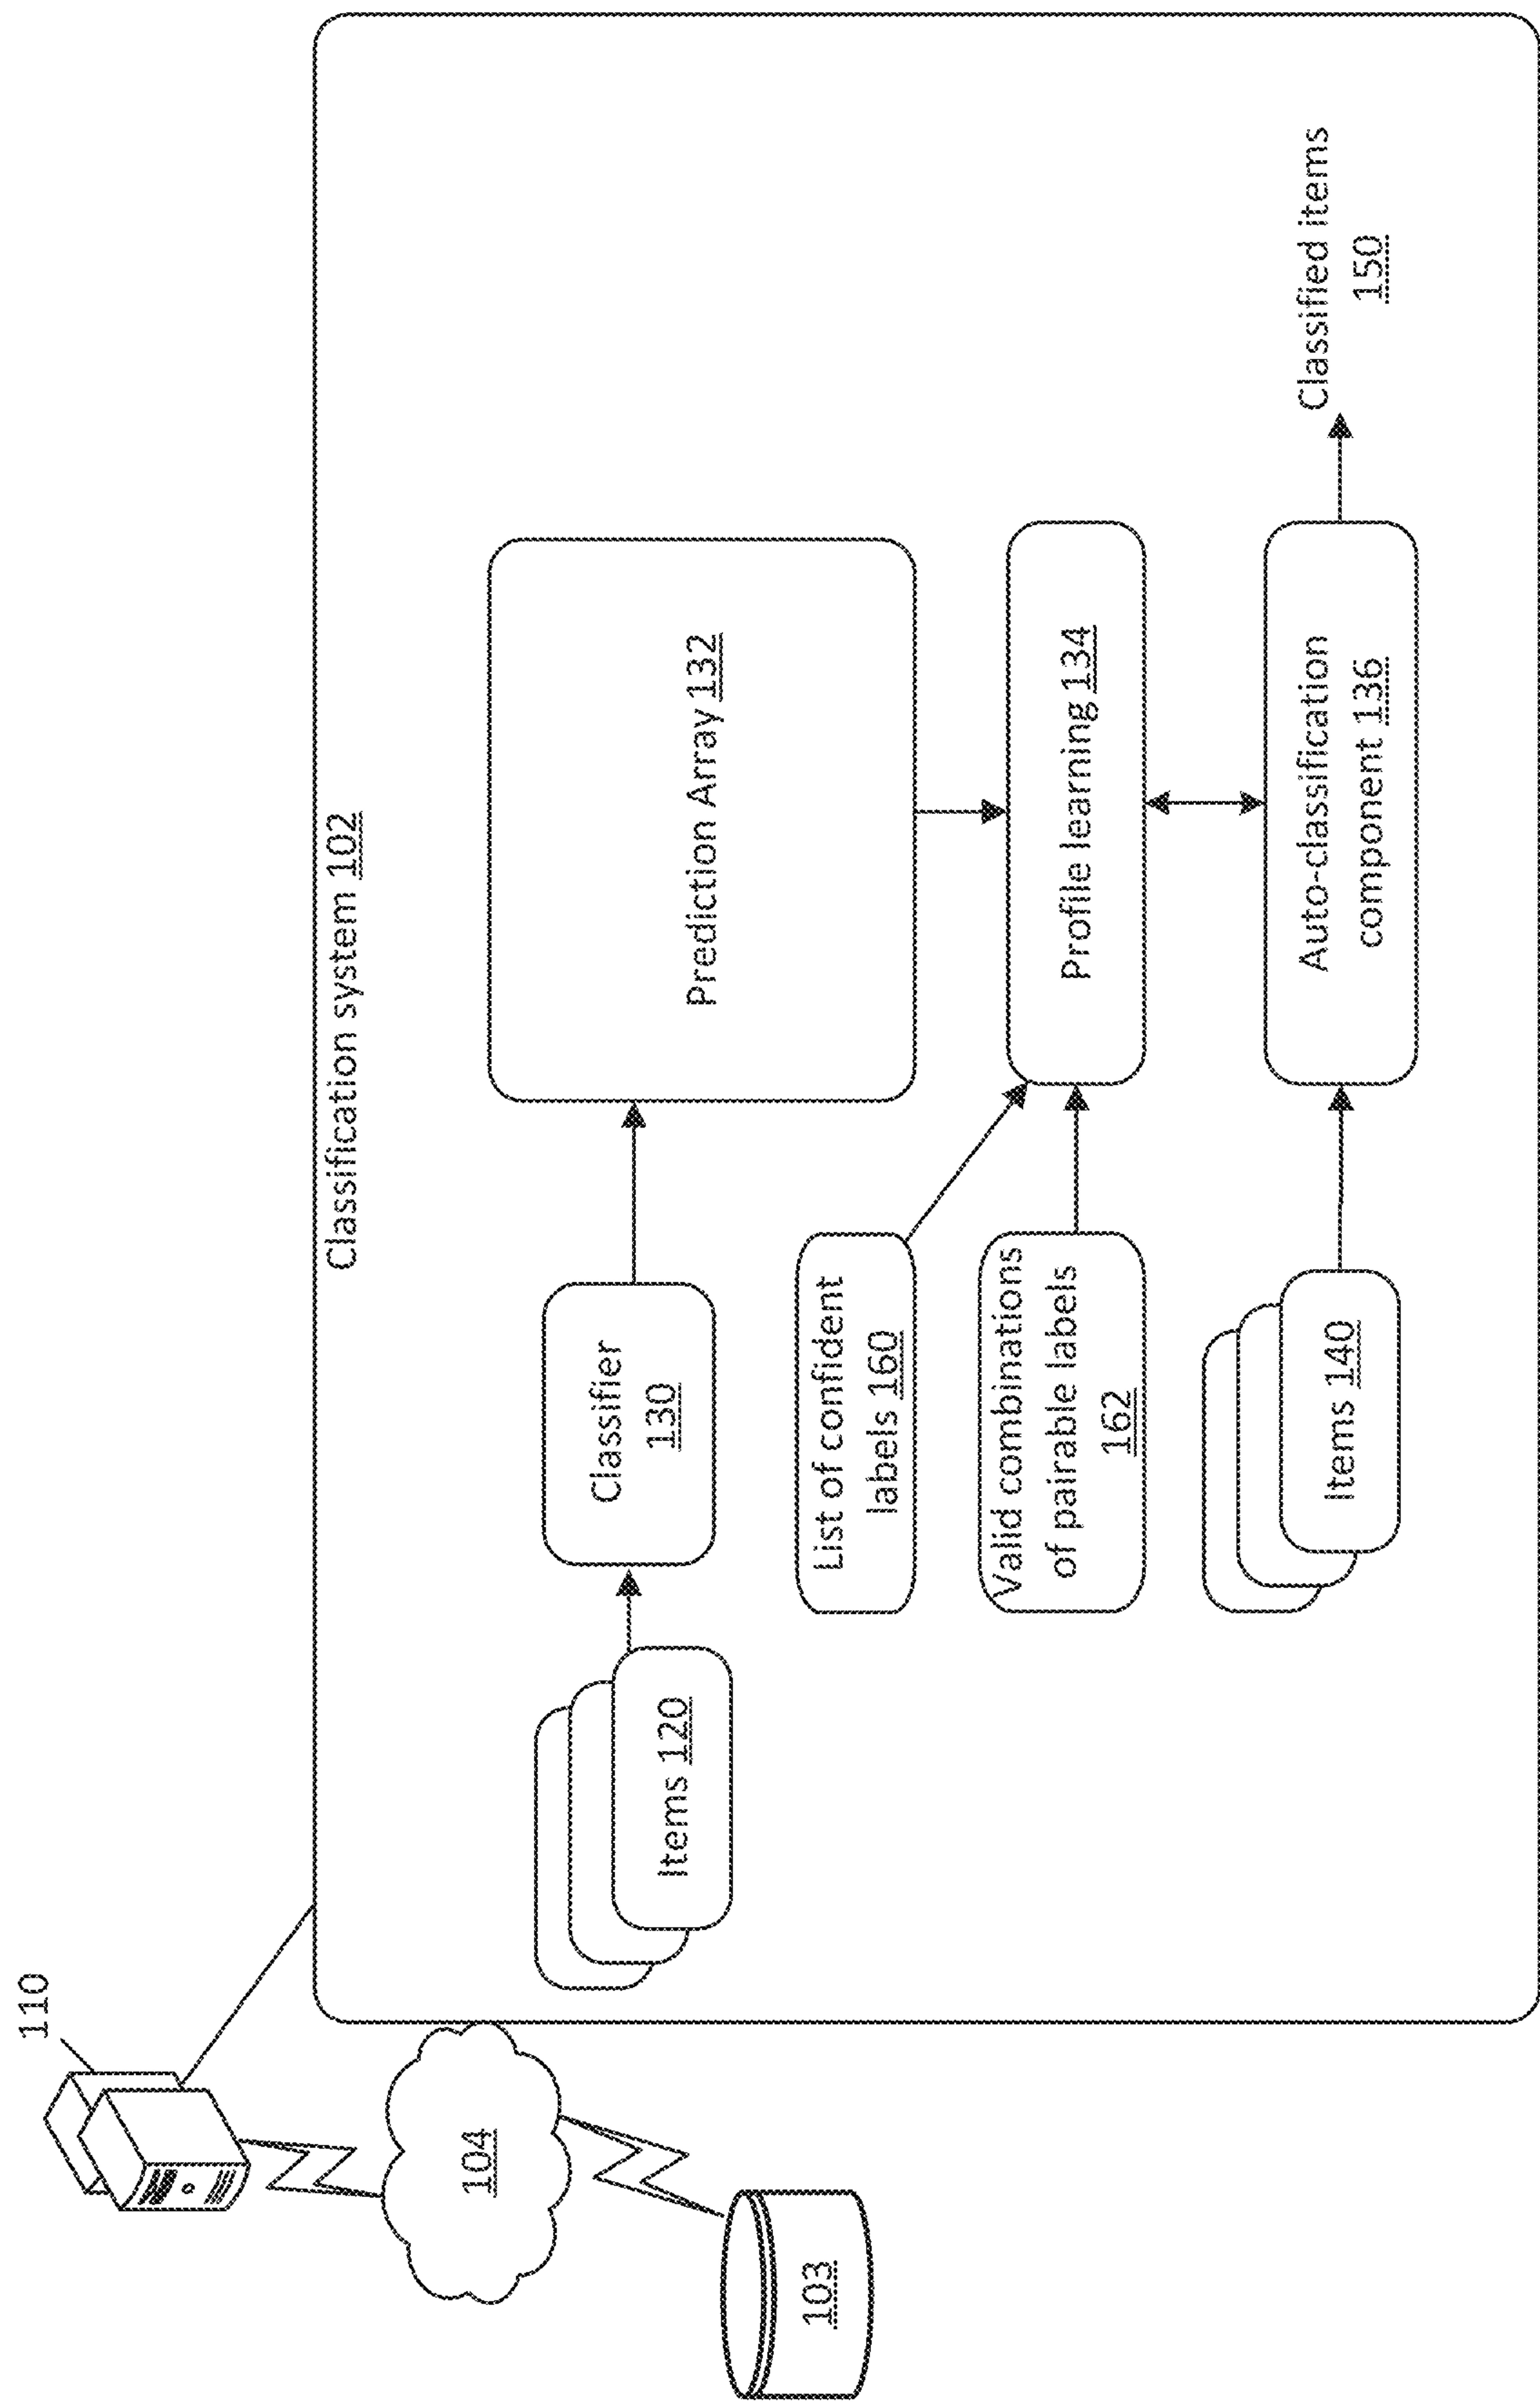 110
Classification system 102
104
103
Items 120
Classifier
130
Prediction Array 132
List of confident
labels 160
Valid combinations
of pairable labels
162
Profile learning 134
Items 140
Auto-classification
component 136
Classified items
150